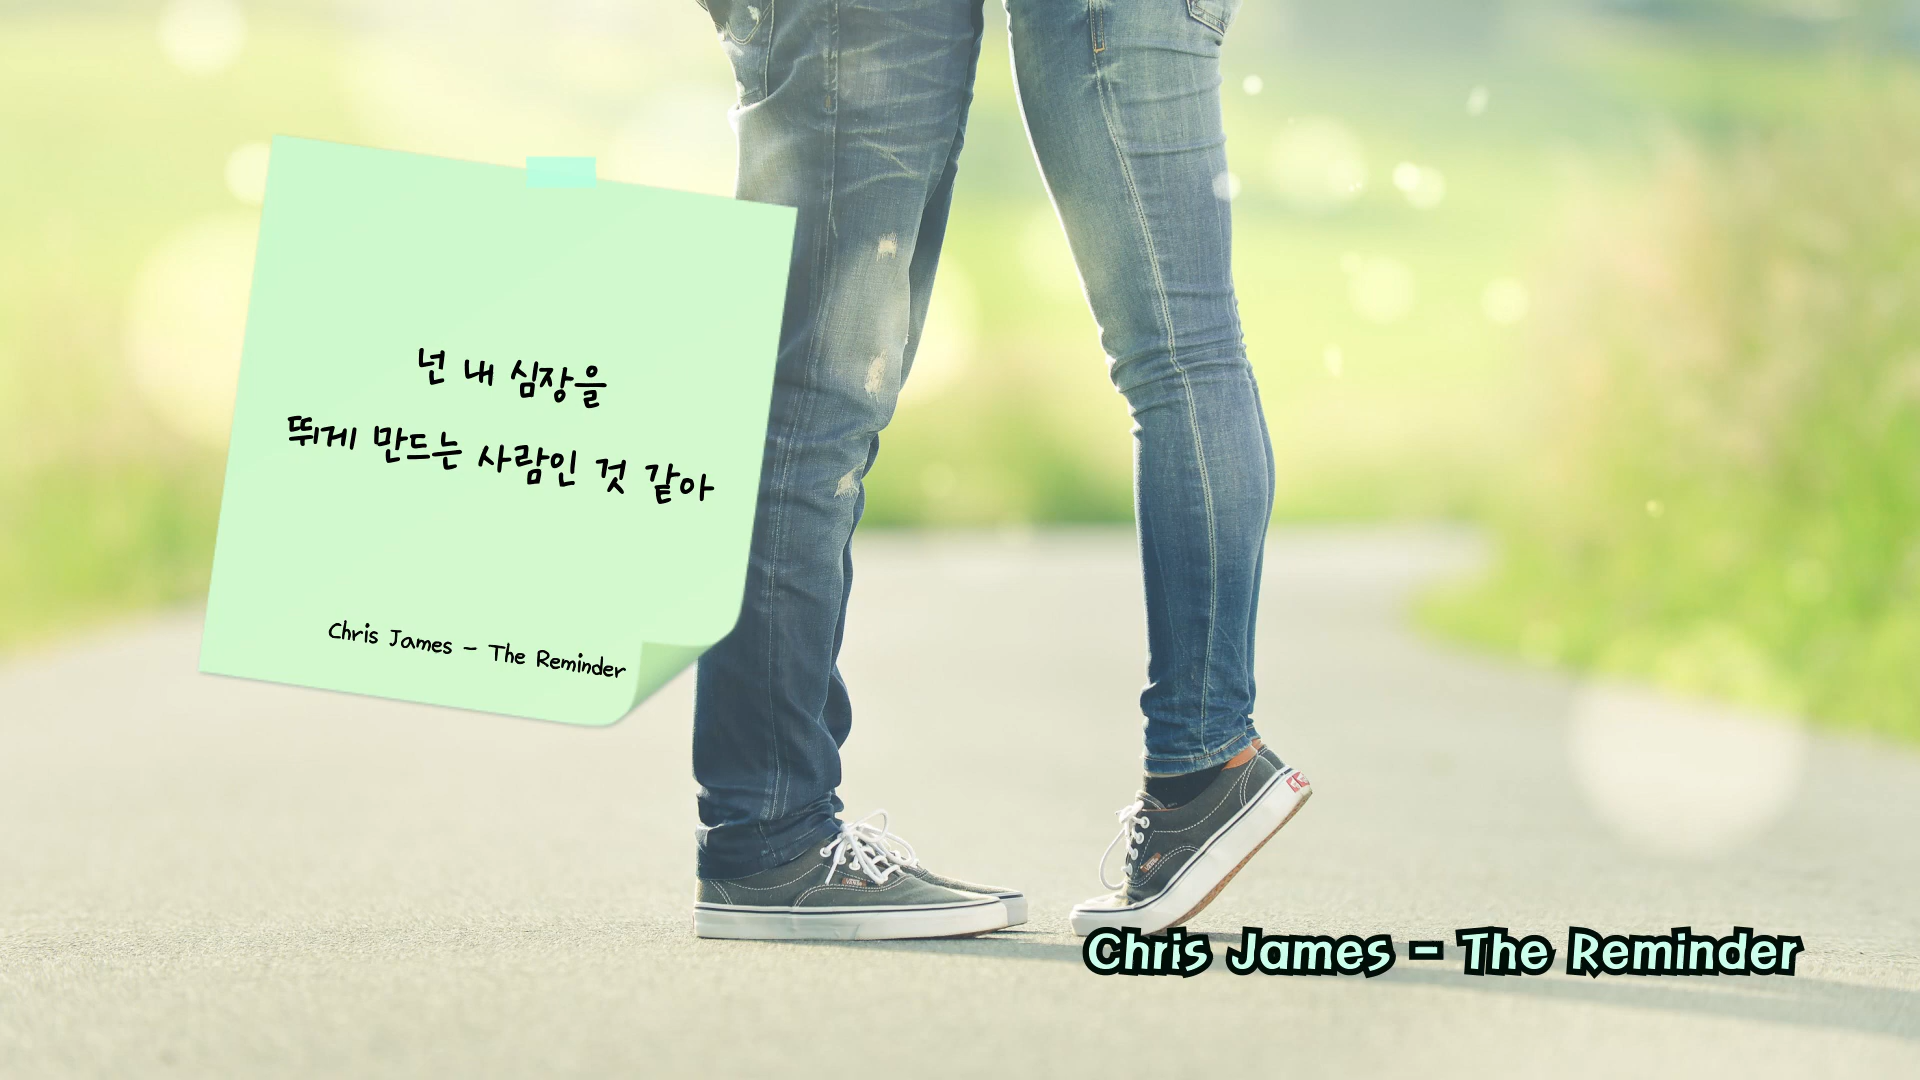 넌 내 심장을
뛰게 만드는 사람인 것 같아
Chris James - The Reminder
Chris James - The Reminder